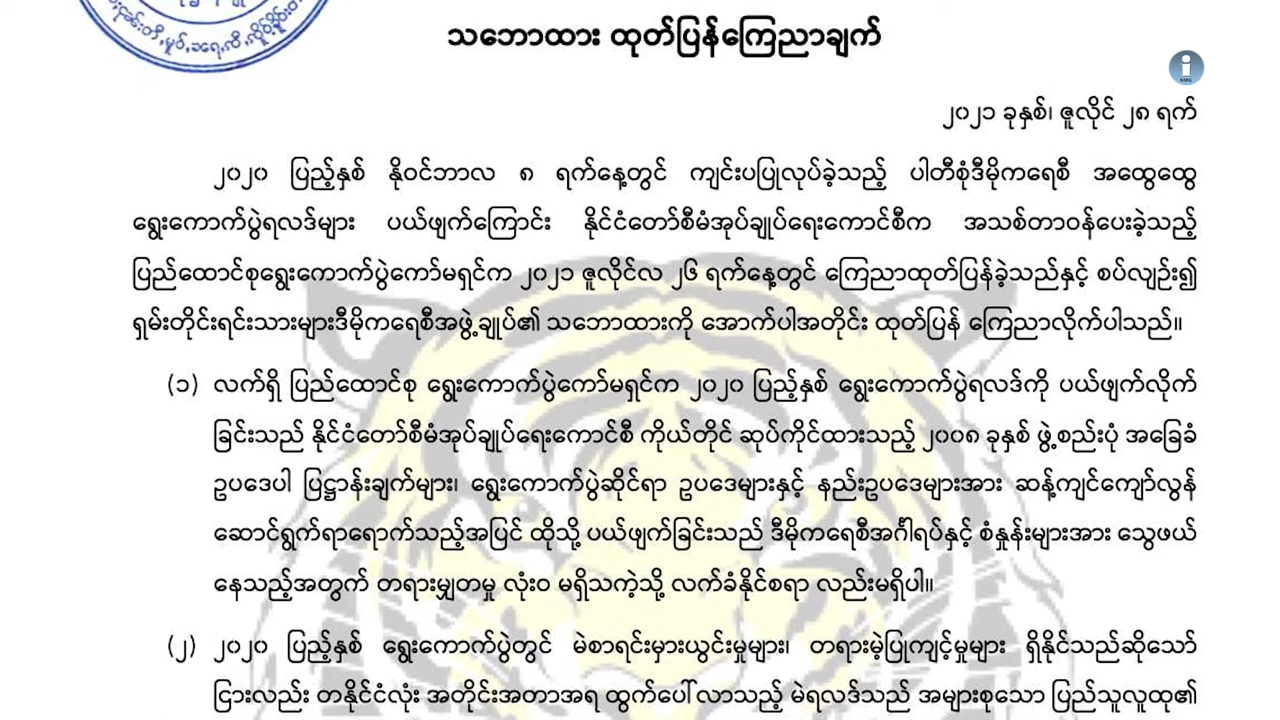 သဘောထား ထုတ်ပြန်ကြေညာချက်
၂၀၂၁ ခုနှစ်၊ ဇူလိုင် ၂၈ ရက်
၂၀၂၀ ပြည့်နှစ် နိုဝင်ဘာလ ၈ ရက်နေ့တွင် ကျင်းပပြုလုပ်ခဲ့သည့် ပါတီစုံဒီမိုကရေစီ အထွေထွေ
ရွေးကောက်ပွဲရလဒ်များ ပယ်ဖျက်ကြောင်း နိုင်ငံတော်စီမံအုပ်ချုပ်ရေးကောင်စီက အသစ်တာဝန်ပေးခဲ့သည့်
ပြည်ထောင်စုရွေးကောက်ပွဲကော်မရှင်က ၂၀၂၁ ဇူလိုင်လ ၂၆ ရက်နေ့တွင် ကြေညာထုတ်ပြန်ခဲ့သည်နှင့် စပ်လျဉ်း၍
ရှမ်းတိုင်းရင်းသားများဒီမိုကရေစီအဖွဲ့ချုပ်၏ သဘောထားကို အောက်ပါအတိုင်း ထုတ်ပြန် ကြေညာလိုက်ပါသည်။
(၁) လက်ရှိ ပြည်ထောင်စု ရွေးကောက်ပွဲကော်မရှင်က ၂၀၂၀ ပြည့်နှစ် ရွေးကောက်ပွဲရလဒ်ကို ပယ်ဖျက်လိုက်
ခြင်းသည် နိုင်ငံတော်စီမံအုပ်ချုပ်ရေးကောင်စီ ကိုယ်တိုင် ဆုပ်ကိုင်ထားသည့် ၂၀၀၈ ခုနှစ် ဖွဲ့စည်းပုံ အခြေခံ
ဥပဒေပါ ပြဋ္ဌာန်းချက်များ၊ ရွေးကောက်ပွဲဆိုင်ရာ ဥပဒေများနှင့် နည်းဥပဒေများအား ဆန့်ကျင်ကျော်လွန်
ဆောင်ရွက်ရာရောက်သည့်အပြင် ထိုသို့ ပယ်ဖျက်ခြင်းသည် ဒီမိုကရေစီအင်္ဂါရပ်နှင့် စံနှုန်းများအား သွေဖယ်
နေသည့်အတွက် တရားမျှတမှု လုံးဝ မရှိသကဲ့သို့ လက်ခံနိုင်စရာ လည်းမရှိပါ။
(၂) ၂၀၂၀ ပြည့်နှစ် ရွေးကောက်ပွဲတွင် မဲစာရင်းမှားယွင်းမှုများ၊ တရားမဲ့ပြုကျင့်မှုများ ရှိနိုင်သည်ဆိုသော်
ငြားလည်း တနိုင်ငံလုံး အတိုင်းအတာအရ ထွက်ပေါ်လာသည့် မဲရလဒ်သည် အများစုသော ပြည်သူလူထု၏